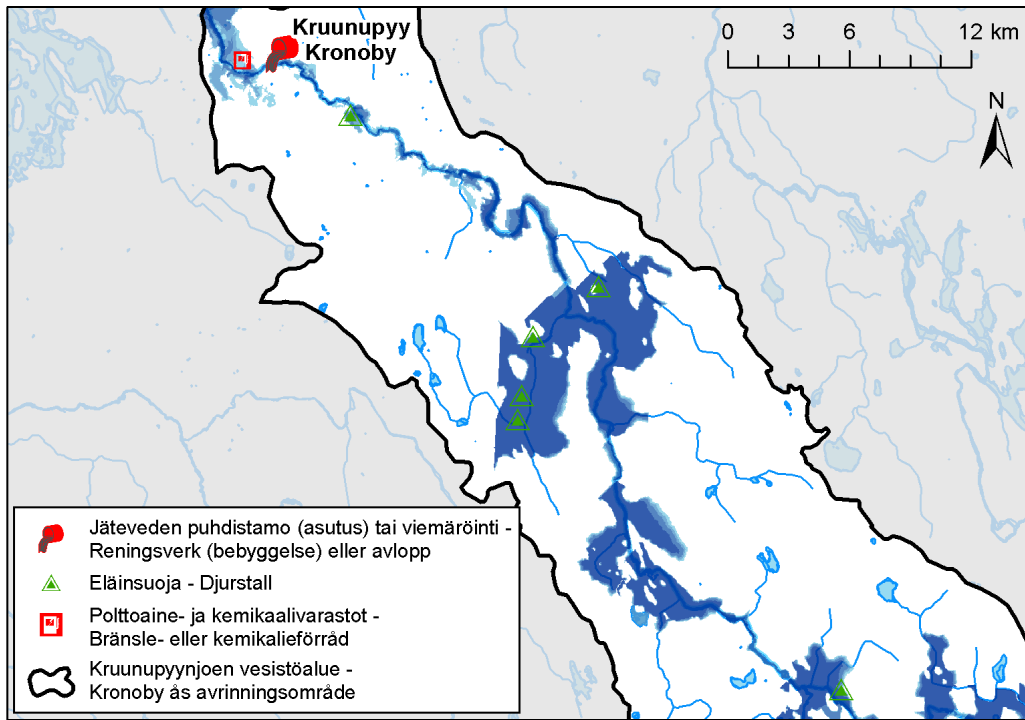 Kruunupyy
Kronoby
0 3 6 12 km
N
Jäteveden puhdistamo (asutus) tai viemäröinti -
Reningsverk (bebyggelse) eller avlopp
Eläinsuoja - Djurstall
Polttoaine- ja kemikaalivarastot -
Bränsle- eller kemikalieförråd
Kruunupyynjoen vesistöalue -
Kronoby ås avrinningsområde